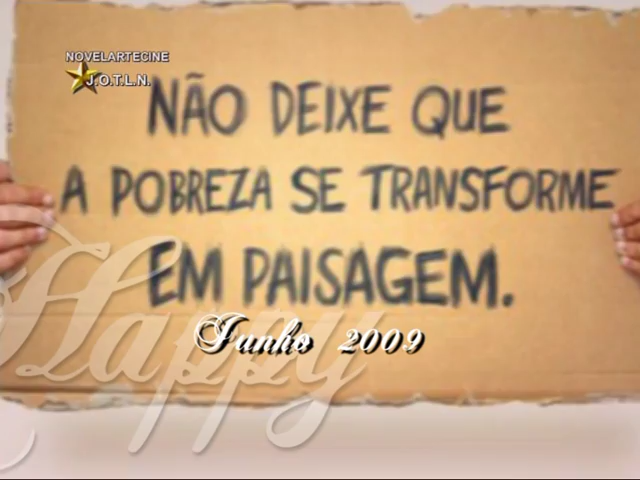 NOVELARTECINE
J.O.T.L.N.
NÃO DEIXE QUE
A POBREZA SE TRANSFORME
EM PAISAGEM.
Junho 2009
Happy